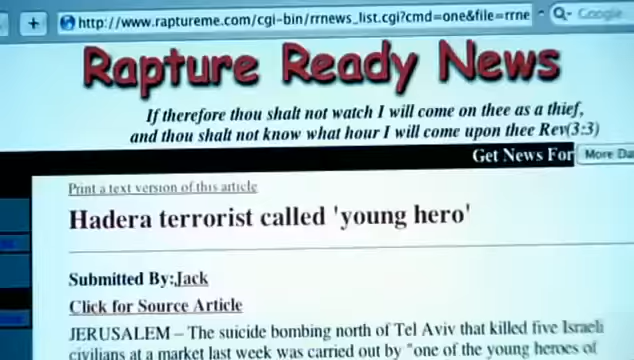 + http://www.raptureme.com/cgi-bin/rrnews_list.cgi?cmd=one&file=rrne Google
Rapture Ready News
If therefore thou shalt not watch I will come on thee as a thief,
and thou shalt not know what hour I will come upon thee Rev(3:3)
Get News For More Da
Print a text version of this article
Hadera terrorist called 'young hero'
Submitted By:Jack
Click for Source Article
JERUSALEM – The suicide bombing north of Tel Aviv that killed five Israeli
civilians at a market last week was carried out by "one of the young heroes of